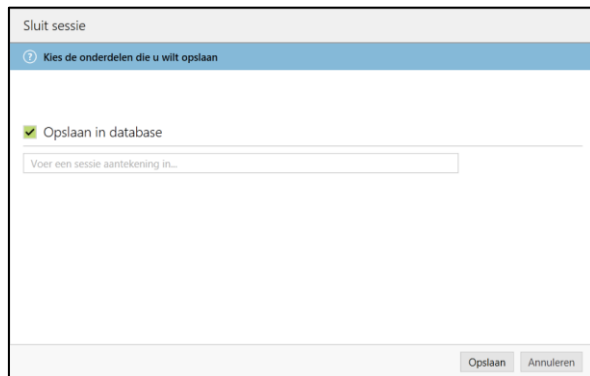 Sluit sessie
Kies de onderdelen die u wilt opslaan
Opslaan in database
Voer een sessie aantekening in...
Opslaan Annuleren